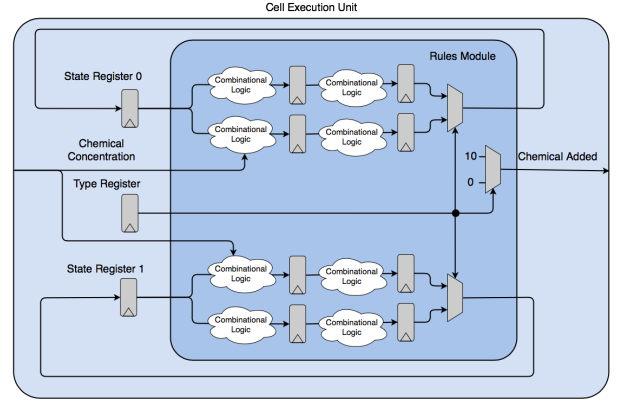 Cell Execution Unit
Rules Module
State Register 0
Combinational
Logic
Combinational
Logic
Combinational
Logic
Combinational
Logic
Chemical
Concentration
10
0
Chemical Added
Type Register
State Register 1
Combinational
Logic
Combinational
Logic
Combinational
Logic
Combinational
Logic